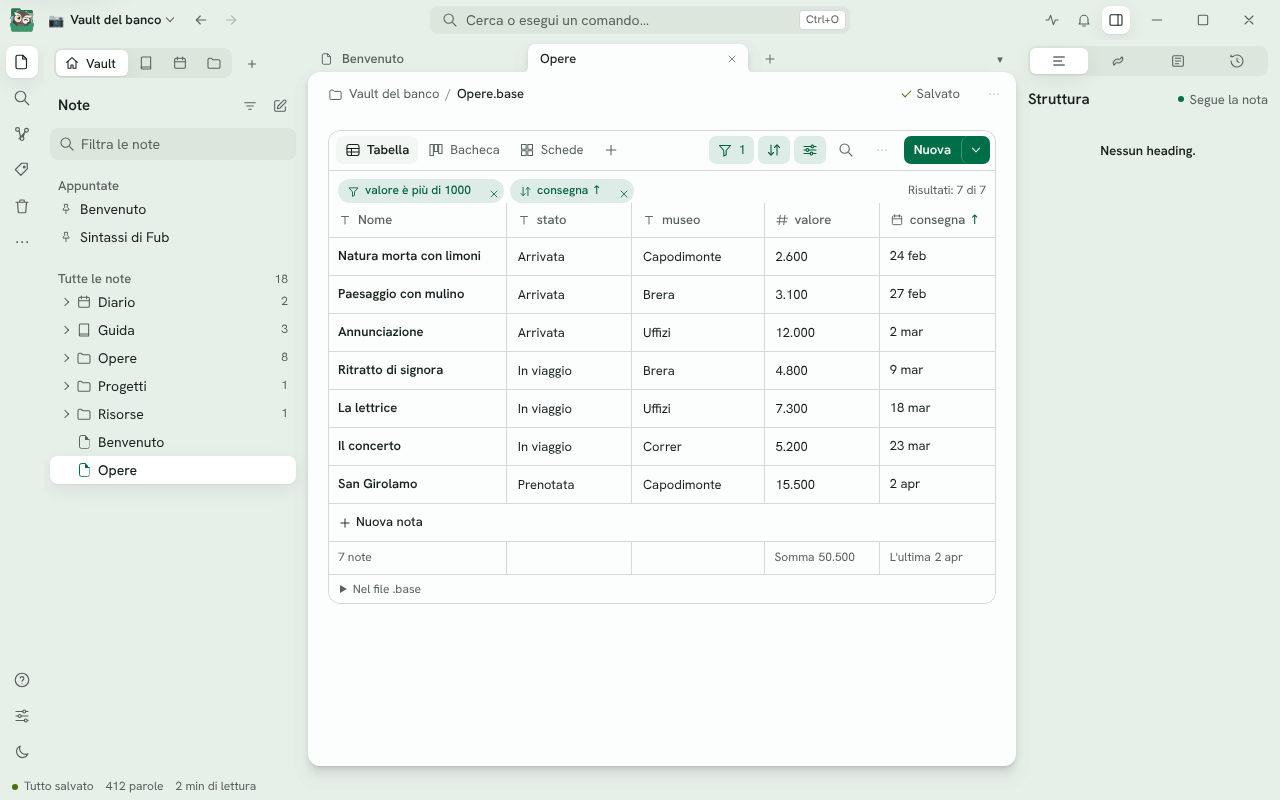 Vault del banco
Cerca o esegui un comando...
Ctrl+O
Vault
Benvenuto
Opere
Note
Filtra le note
Appuntate
Benvenuto
Sintassi di Fub
Tutte le note 18
Diario 2
Guida 3
Opere 8
Progetti 1
Risorse 1
Benvenuto
Opere
Vault del banco / Opere.base
Salvato
Tabella Bacheca Schede
1
Nuova
valore è più di 1000
consegna ↑
Risultati: 7 di 7
Nome stato museo valore consegna ↑
Natura morta con limoni Arrivata Capodimonte 2.600 24 feb
Paesaggio con mulino Arrivata Brera 3.100 27 feb
Annunciazione Arrivata Uffizi 12.000 2 mar
Ritratto di signora In viaggio Brera 4.800 9 mar
La lettrice In viaggio Uffizi 7.300 18 mar
Il concerto In viaggio Correr 5.200 23 mar
San Girolamo Prenotata Capodimonte 15.500 2 apr
Nuova nota
7 note Somma 50.500 L'ultima 2 apr
Nel file .base
Struttura
Segue la nota
Nessun heading.
Tutto salvato 412 parole 2 min di lettura